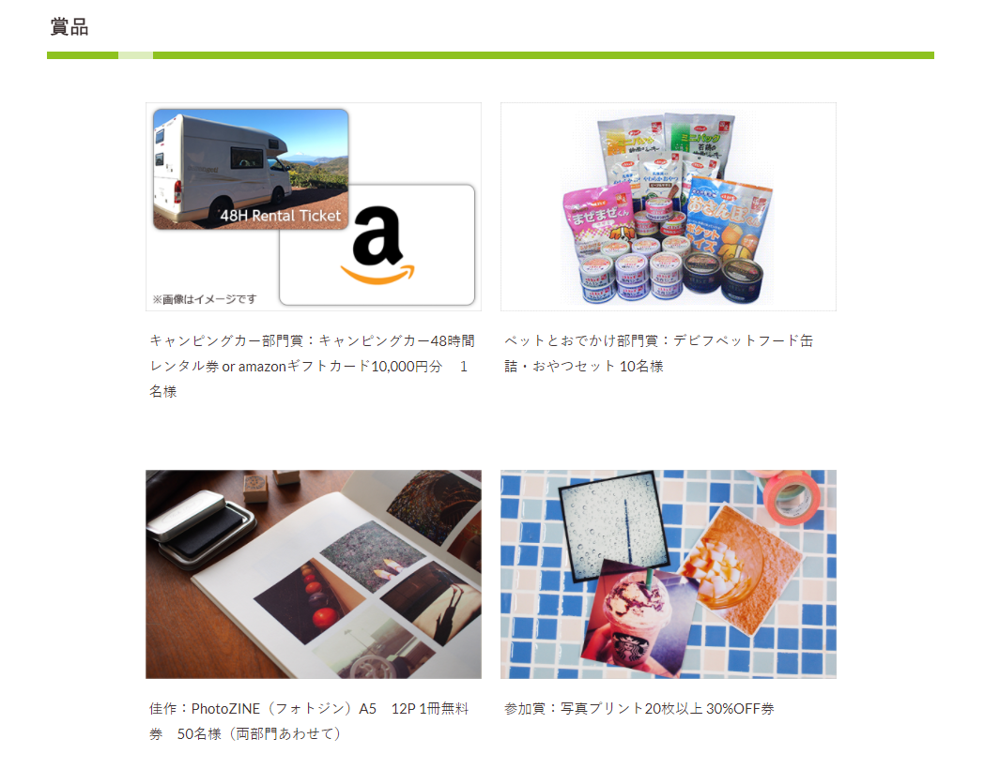 賞品
48H Rental Ticket
a
※画像はイメージです
ミニパック
ミニパック
まぜまぜくん
おさんぽ
ポケット
キャンピングカー部門賞：キャンピングカー48時間
レンタル券 or amazonギフトカード10,000円分　1
名様
ペットとおでかけ部門賞：デビフペットフード缶
詰・おやつセット 10名様
佳作：PhotoZINE（フォトジン）A5　12P 1冊無料
券　50名様（両部門あわせて）
参加賞：写真プリント20枚以上 30%OFF券